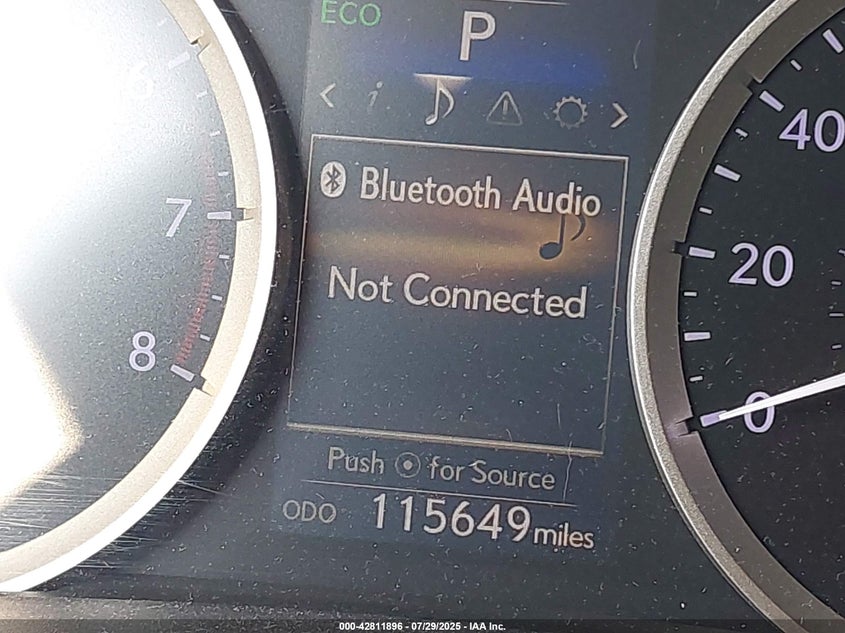 ECO
P
6
7
8
Bluetooth Audio
Not Connected
Push for Source
ODO 115649 miles
40
20
0
000-42811896 - 07/29/2025 - IAA Inc.